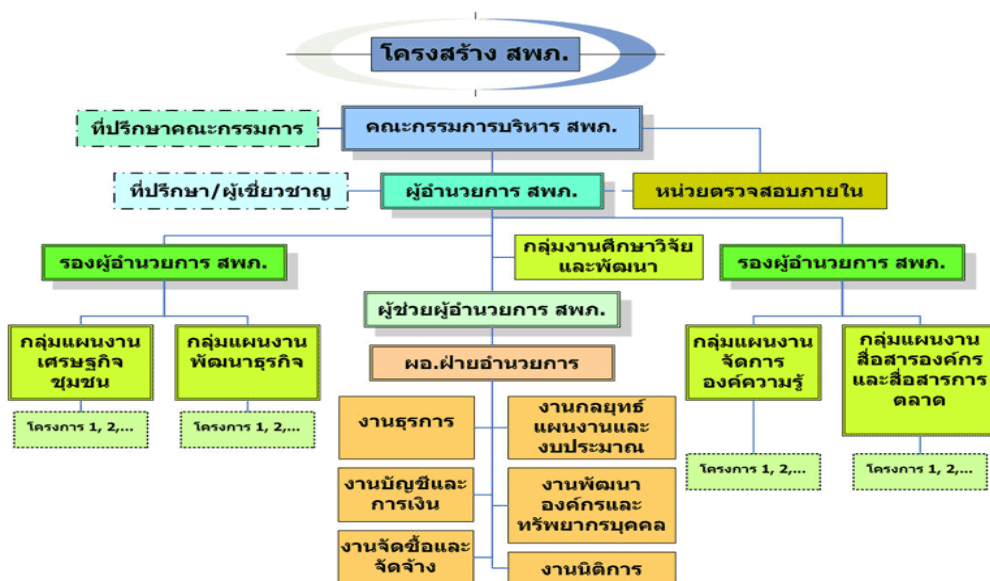 โครงสร้าง สพภ.
ที่ปรึกษาคณะกรรมการ
คณะกรรมการบริหาร สพภ.
ที่ปรึกษา/ผู้เชี่ยวชาญ
ผู้อำนวยการ สพภ.
หน่วยตรวจสอบภายใน
รองผู้อำนวยการ สพภ.
กลุ่มงานศึกษาวิจัย
และพัฒนา
รองผู้อำนวยการ สพภ.
ผู้ช่วยผู้อำนวยการ สพภ.
กลุ่มแผนงาน
เศรษฐกิจ
ชุมชน
กลุ่มแผนงาน
พัฒนาธุรกิจ
ผอ.ฝ่ายอำนวยการ
กลุ่มแผนงาน
จัดการ
องค์ความรู้
กลุ่มแผนงาน
สื่อสารองค์กร
และสื่อสารการ
ตลาด
โครงการ 1, 2,...
โครงการ 1, 2,...
โครงการ 1, 2,...
โครงการ 1, 2,...
งานธุรการ
งานกลยุทธ์
แผนงานและ
งบประมาณ
งานบัญชีและ
การเงิน
งานพัฒนา
องค์กรและ
ทรัพยากรบุคคล
งานจัดซื้อและ
จัดจ้าง
งานนิติการ